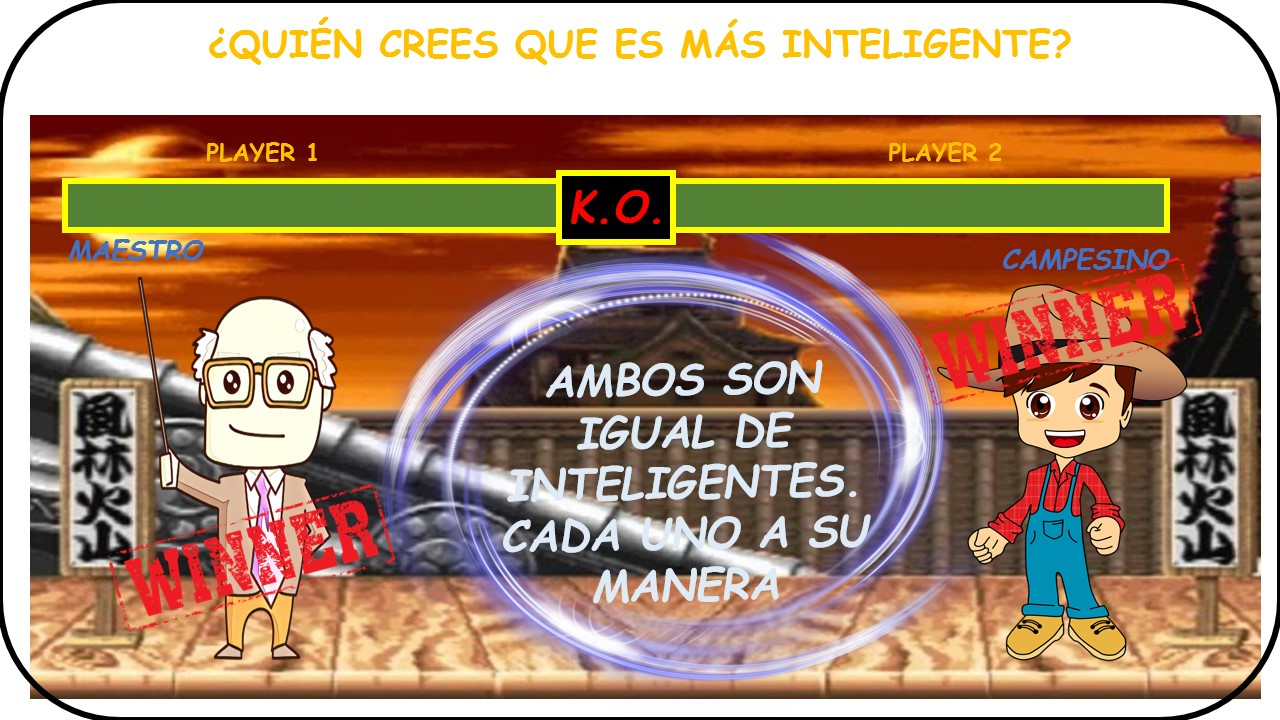 ¿QUIÉN CREES QUE ES MÁS INTELIGENTE?
PLAYER 1
PLAYER 2
K.O.
MAESTRO
CAMPESINO
WINNER
AMBOS SON
IGUAL DE
INTELIGENTES.
CADA UNO A SU
MANERA
WINNER
風林火山
風林火山